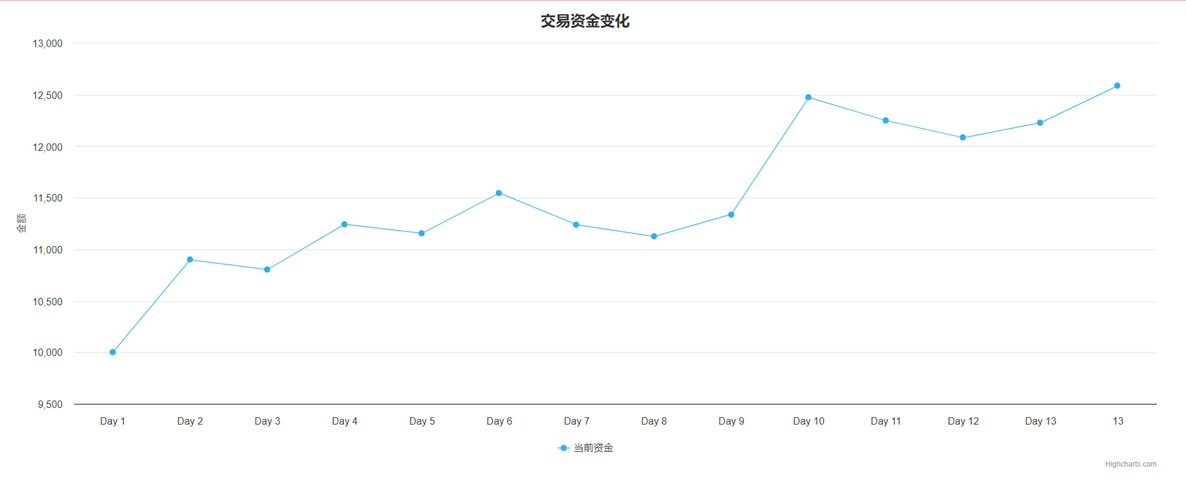 交易资金变化
13,000
12,500
12,000
11,500
11,000
10,500
10,000
9,500
金额
Day 1 Day 2 Day 3 Day 4 Day 5 Day 6 Day 7 Day 8 Day 9 Day 10 Day 11 Day 12 Day 13 13
当前资金
Highcharts.com